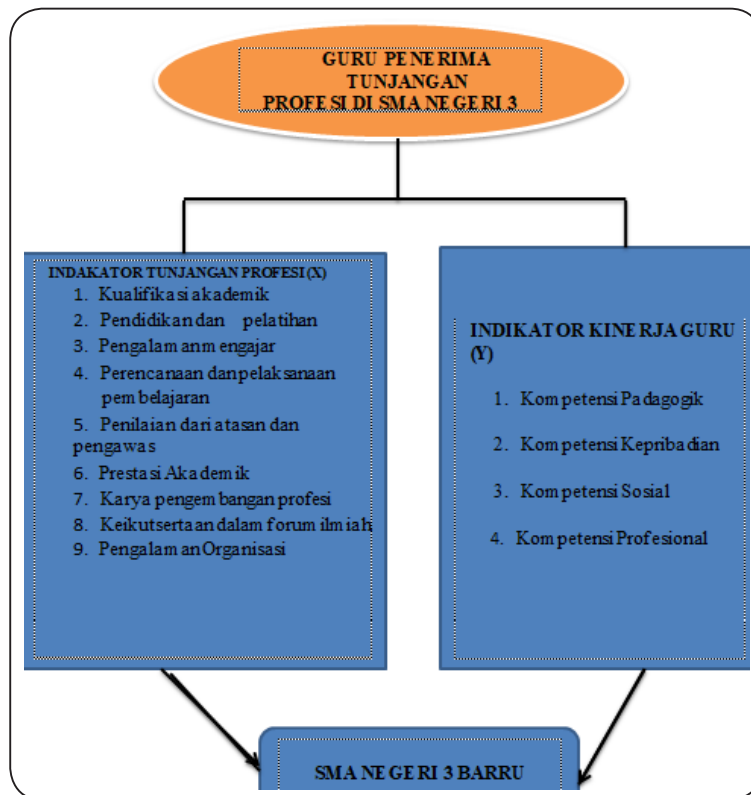 GURU PENERIMA
TUNJANGAN
PROFESI DI SMA NEGERI 3
INDAKATOR TUNJANGAN PROFESI (X)
1. Kualifikasi akademik
2. Pendidikan dan pelatihan
3. Pengalaman mengajar
4. Perencanaan dan pelaksanaan
pembelajaran
5. Penilaian dari atasan dan
pengawas
6. Prestasi Akademik
7. Karya pengembangan profesi
8. Keikutsertaan dalam forum ilmiah
9. Pengalaman Organisasi
INDIKATOR KINERJA GURU
(Y)
1. Kompetensi Padagogik
2. Kompetensi Kepribadian
3. Kompetensi Sosial
4. Kompetensi Profesional
SMA NEGERI 3 BARRU